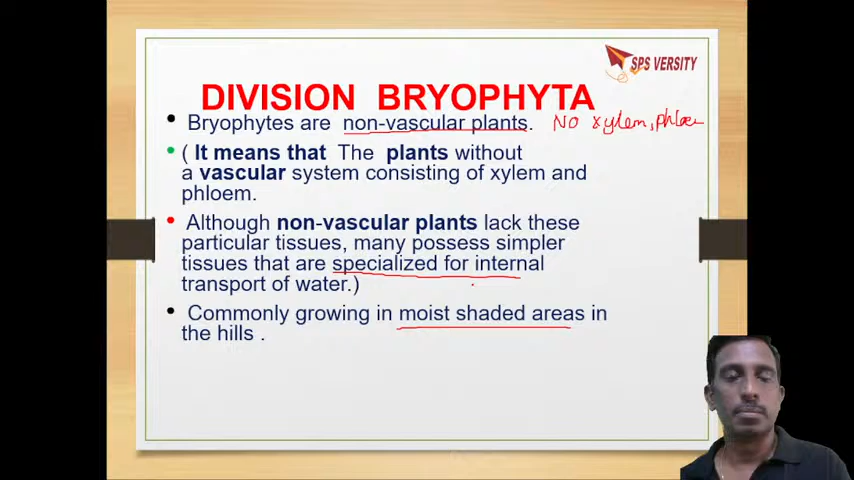 SPS VERSITY
DIVISION BRYOPHYTA
• Bryophytes are non-vascular plants. No xylem, phloem
• ( It means that The plants without
a vascular system consisting of xylem and
phloem.
• Although non-vascular plants lack these
particular tissues, many possess simpler
tissues that are specialized for internal
transport of water.)
• Commonly growing in moist shaded areas in
the hills .